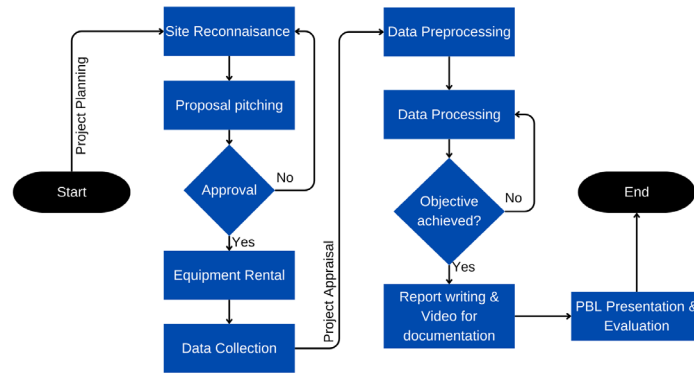 Start
Project Planning
Site Reconnaisance
Proposal pitching
Approval
No
Yes
Equipment Rental
Data Collection
Project Appraisal
Data Preprocessing
Data Processing
Objective
achieved?
No
Yes
Report writing &
Video for
documentation
PBL Presentation &
Evaluation
End